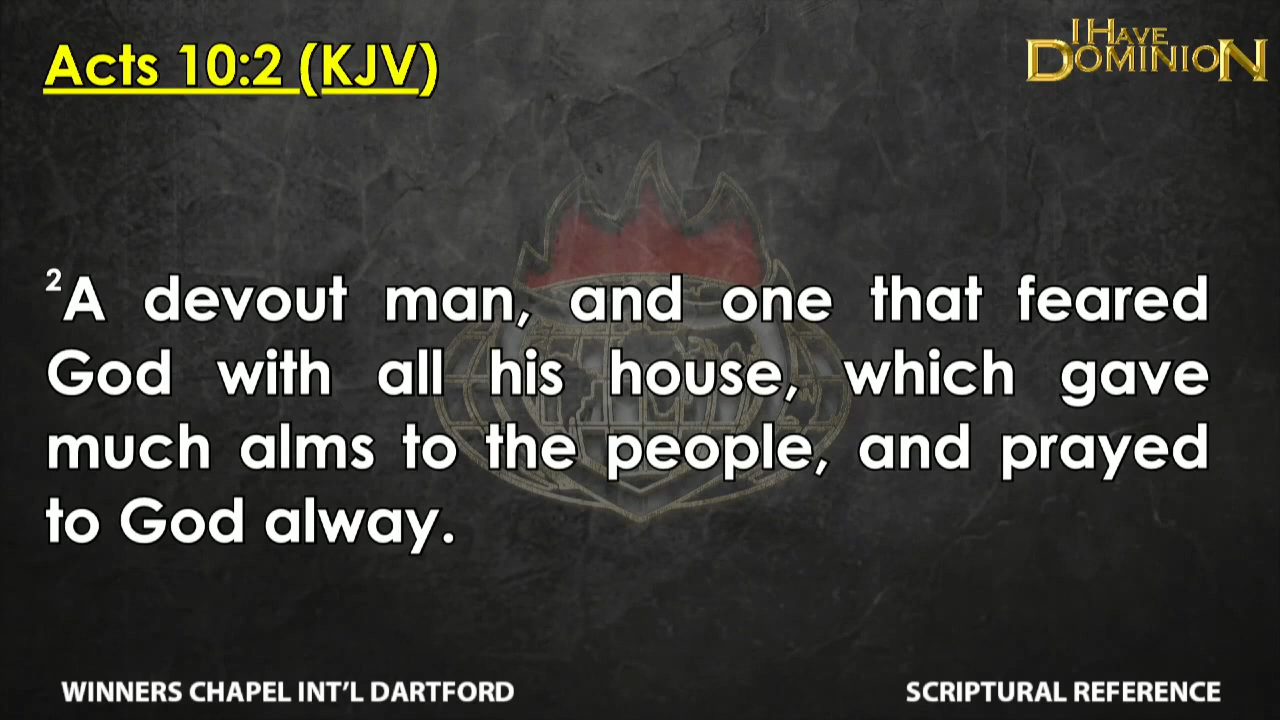 Acts 10:2 (KJV)
I HAVE
DOMINION
²A devout man, and one that feared
God with all his house, which gave
much alms to the people, and prayed
to God alway.
WINNERS CHAPEL INT'L DARTFORD
SCRIPTURAL REFERENCE